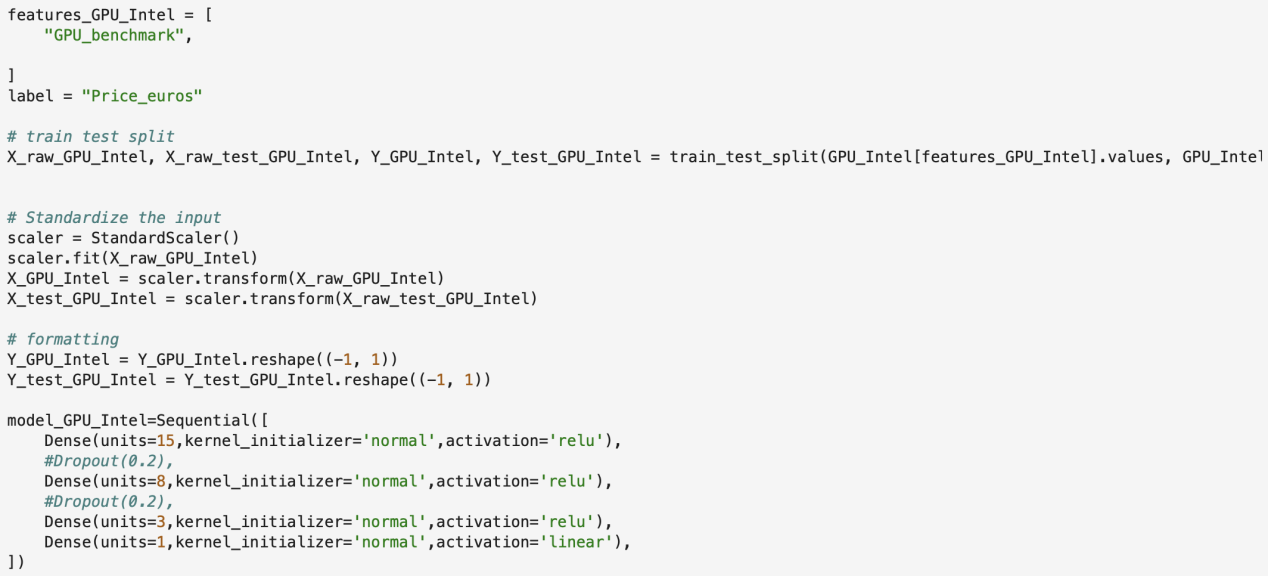 features_GPU_Intel = [
    "GPU_benchmark",
]
label = "Price_euros"
# train test split
X_raw_GPU_Intel, X_raw_test_GPU_Intel, Y_GPU_Intel, Y_test_GPU_Intel = train_test_split(GPU_Intel[features_GPU_Intel].values, GPU_Intel
# Standardize the input
scaler = StandardScaler()
scaler.fit(X_raw_GPU_Intel)
X_GPU_Intel = scaler.transform(X_raw_GPU_Intel)
X_test_GPU_Intel = scaler.transform(X_raw_test_GPU_Intel)
# formatting
Y_GPU_Intel = Y_GPU_Intel.reshape((-1, 1))
Y_test_GPU_Intel = Y_test_GPU_Intel.reshape((-1, 1))
model_GPU_Intel=Sequential([
    Dense(units=15,kernel_initializer='normal',activation='relu'),
    #Dropout(0.2),
    Dense(units=8,kernel_initializer='normal',activation='relu'),
    #Dropout(0.2),
    Dense(units=3,kernel_initializer='normal',activation='relu'),
    Dense(units=1,kernel_initializer='normal',activation='linear'),
])